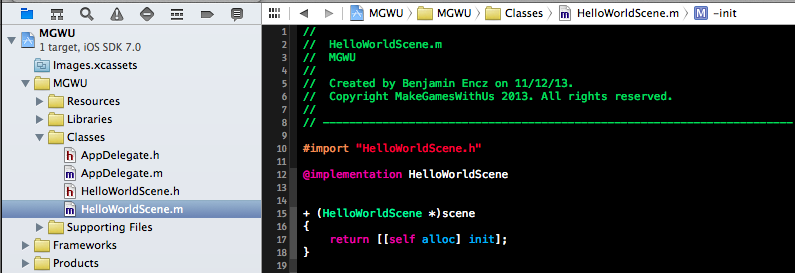 MGWU
1 target, iOS SDK 7.0
Images.xcassets
MGWU
Resources
Libraries
Classes
h AppDelegate.h
m AppDelegate.m
h HelloWorldScene.h
m HelloWorldScene.m
Supporting Files
Frameworks
Products
MGWU MGWU Classes m HelloWorldScene.m M -init
1 //
2 //  HelloWorldScene.m
3 //  MGWU
4 //
5 //  Created by Benjamin Encz on 11/12/13.
6 //  Copyright MakeGamesWithUs 2013. All rights reserved.
7 //
8 // -----------------------------------------------------------------------
9
10 #import "HelloWorldScene.h"
11
12 @implementation HelloWorldScene
13
14
15 + (HelloWorldScene *)scene
16 {
17     return [[self alloc] init];
18 }
19